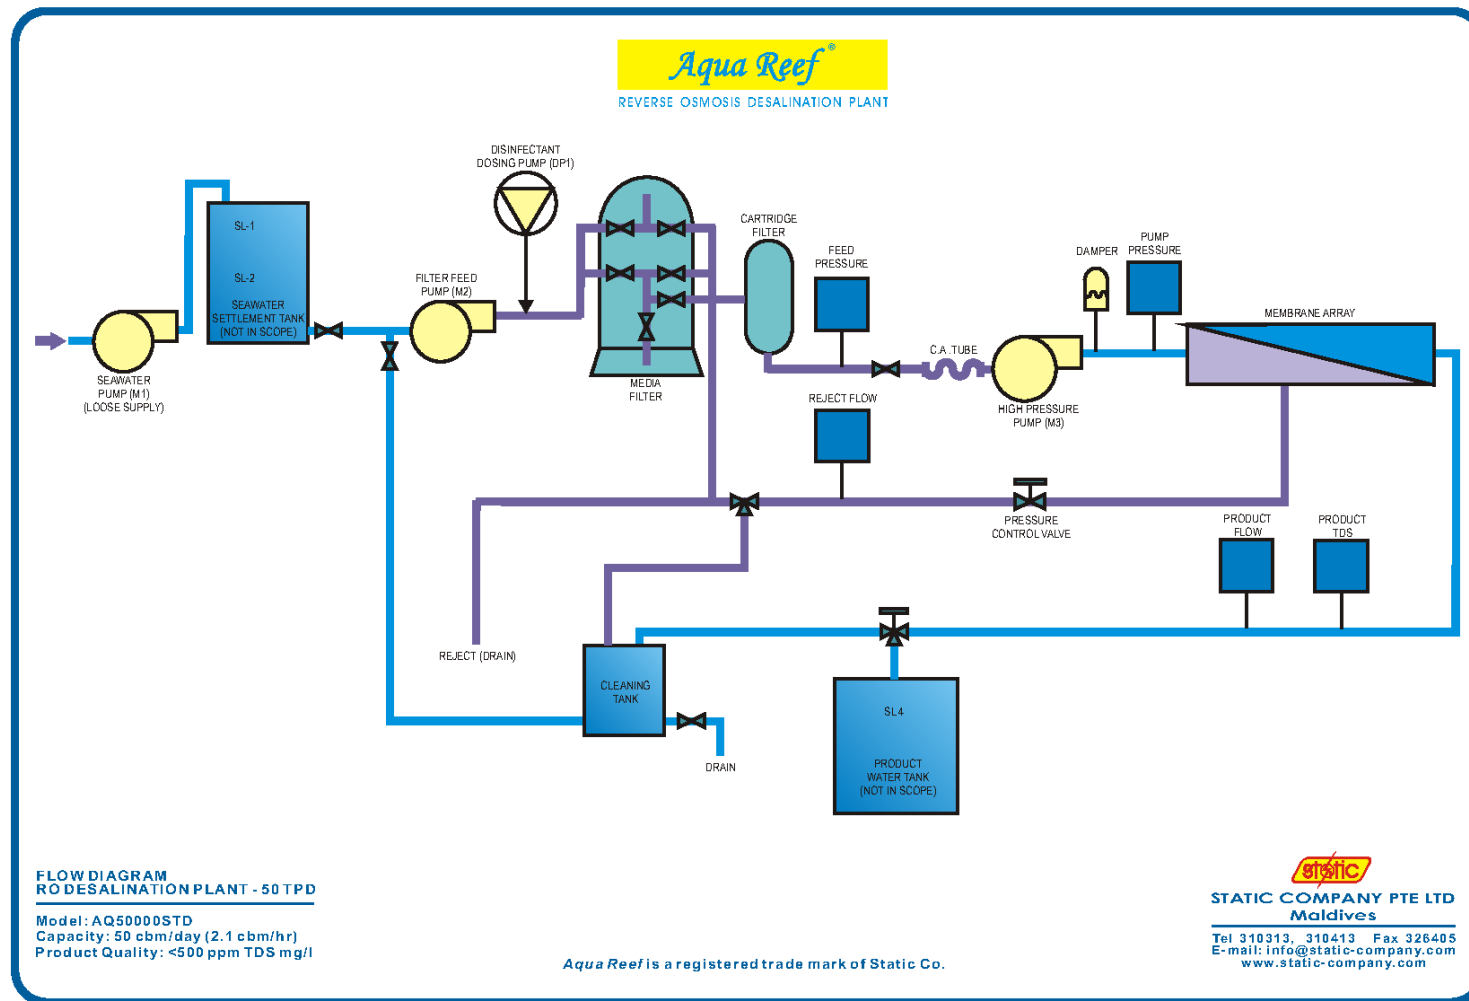 Aqua Reef®
REVERSE OSMOSIS DESALINATION PLANT
DISINFECTANT
DOSING PUMP (DP1)
SL-1
SL-2
SEAWATER
SETTLEMENT TANK
(NOT IN SCOPE)
FILTER FEED
PUMP (M2)
CARTRIDGE
FILTER
FEED
PRESSURE
DAMPER
PUMP
PRESSURE
MEMBRANE ARRAY
SEAWATER
PUMP (M1)
(LOOSE SUPPLY)
MEDIA
FILTER
C.A. TUBE
REJECT FLOW
HIGH PRESSURE
PUMP (M3)
PRESSURE
CONTROL VALVE
PRODUCT
FLOW
PRODUCT
TDS
REJECT (DRAIN)
CLEANING
TANK
DRAIN
SL4
PRODUCT
WATER TANK
(NOT IN SCOPE)
FLOW DIAGRAM
RO DESALINATION PLANT - 50 TPD
Model: AQ50000STD
Capacity: 50 cbm/day (2.1 cbm/hr)
Product Quality: <500 ppm TDS mg/l
Aqua Reef is a registered trade mark of Static Co.
static
STATIC COMPANY PTE LTD
Maldives
Tel 310313, 310413 Fax 326405
E-mail: info@static-company.com
www.static-company.com